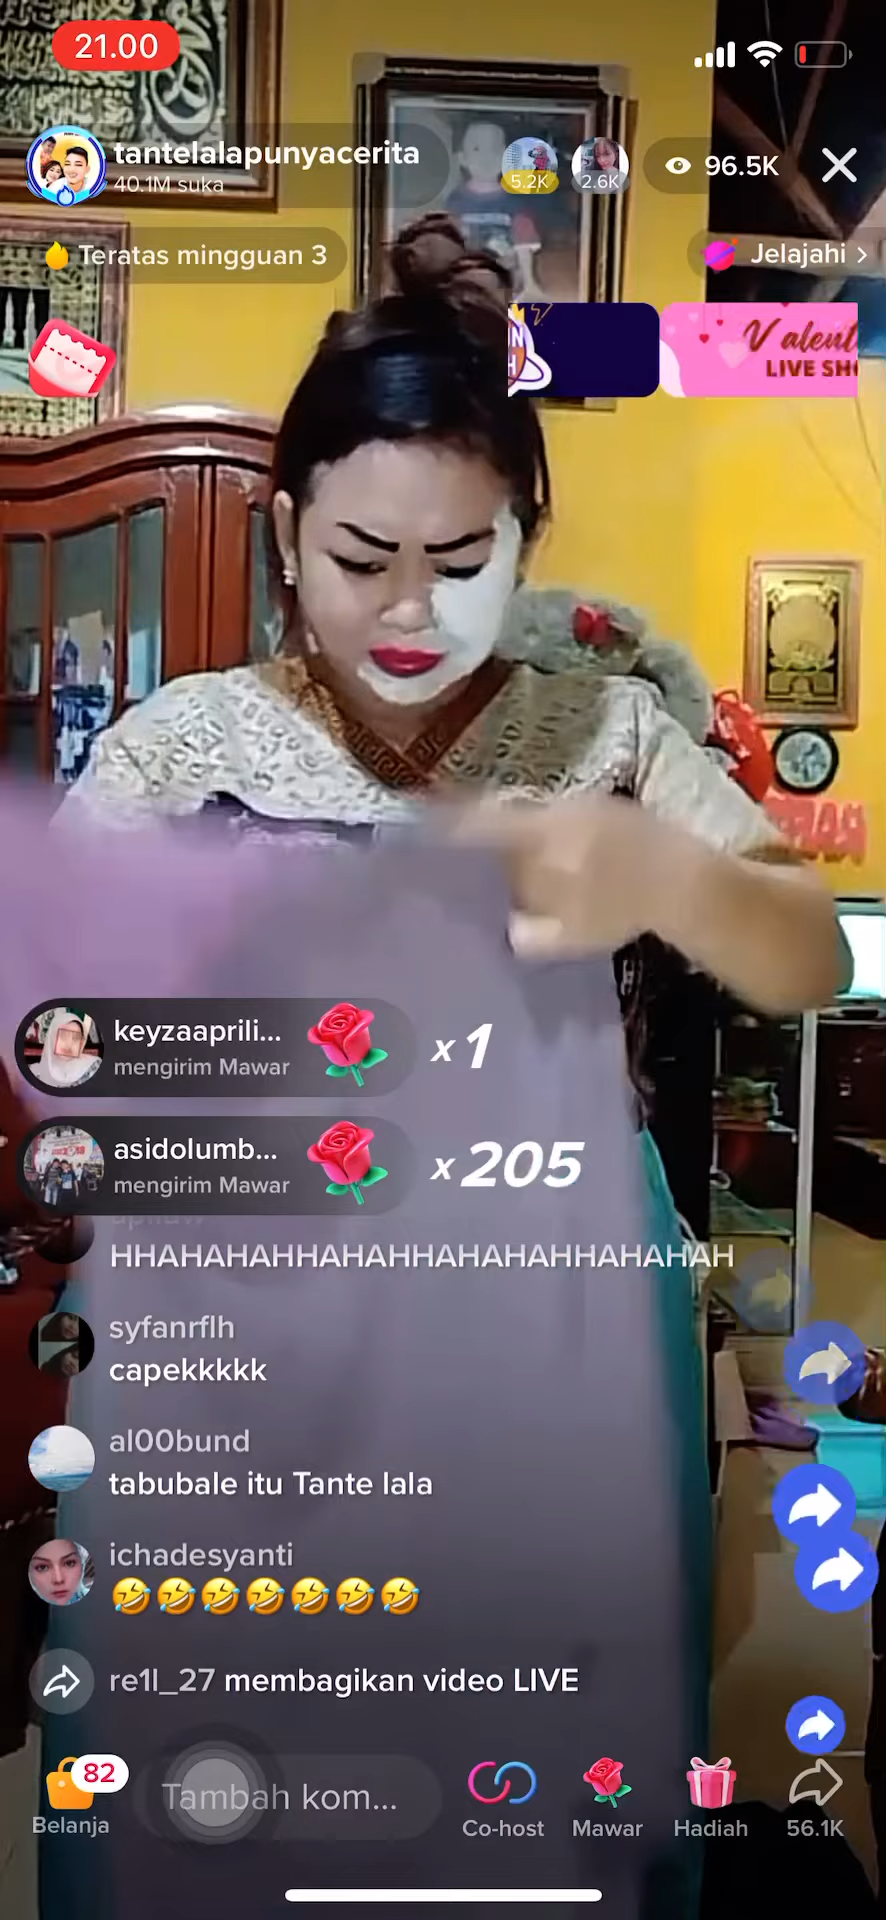 21.00
tantelalapunyacerita
40.1M suka
5.2K
2.6K
96.5K
Teratas mingguan 3
Jelajahi >
LIVE
keyzaaprili...
mengirim Mawar
x1
asidolumb...
mengirim Mawar
x205
HHAHAHAHHAHAHHAHAHAHHAHAHAH
syfanrflh
capekkkkk
al00bund
tabubale itu Tante lala
ichadesyanti
🤣🤣🤣🤣🤣🤣🤣
re1l_27 membagikan video LIVE
82
Belanja
Tambah kom...
Co-host
Mawar
Hadiah
56.1K